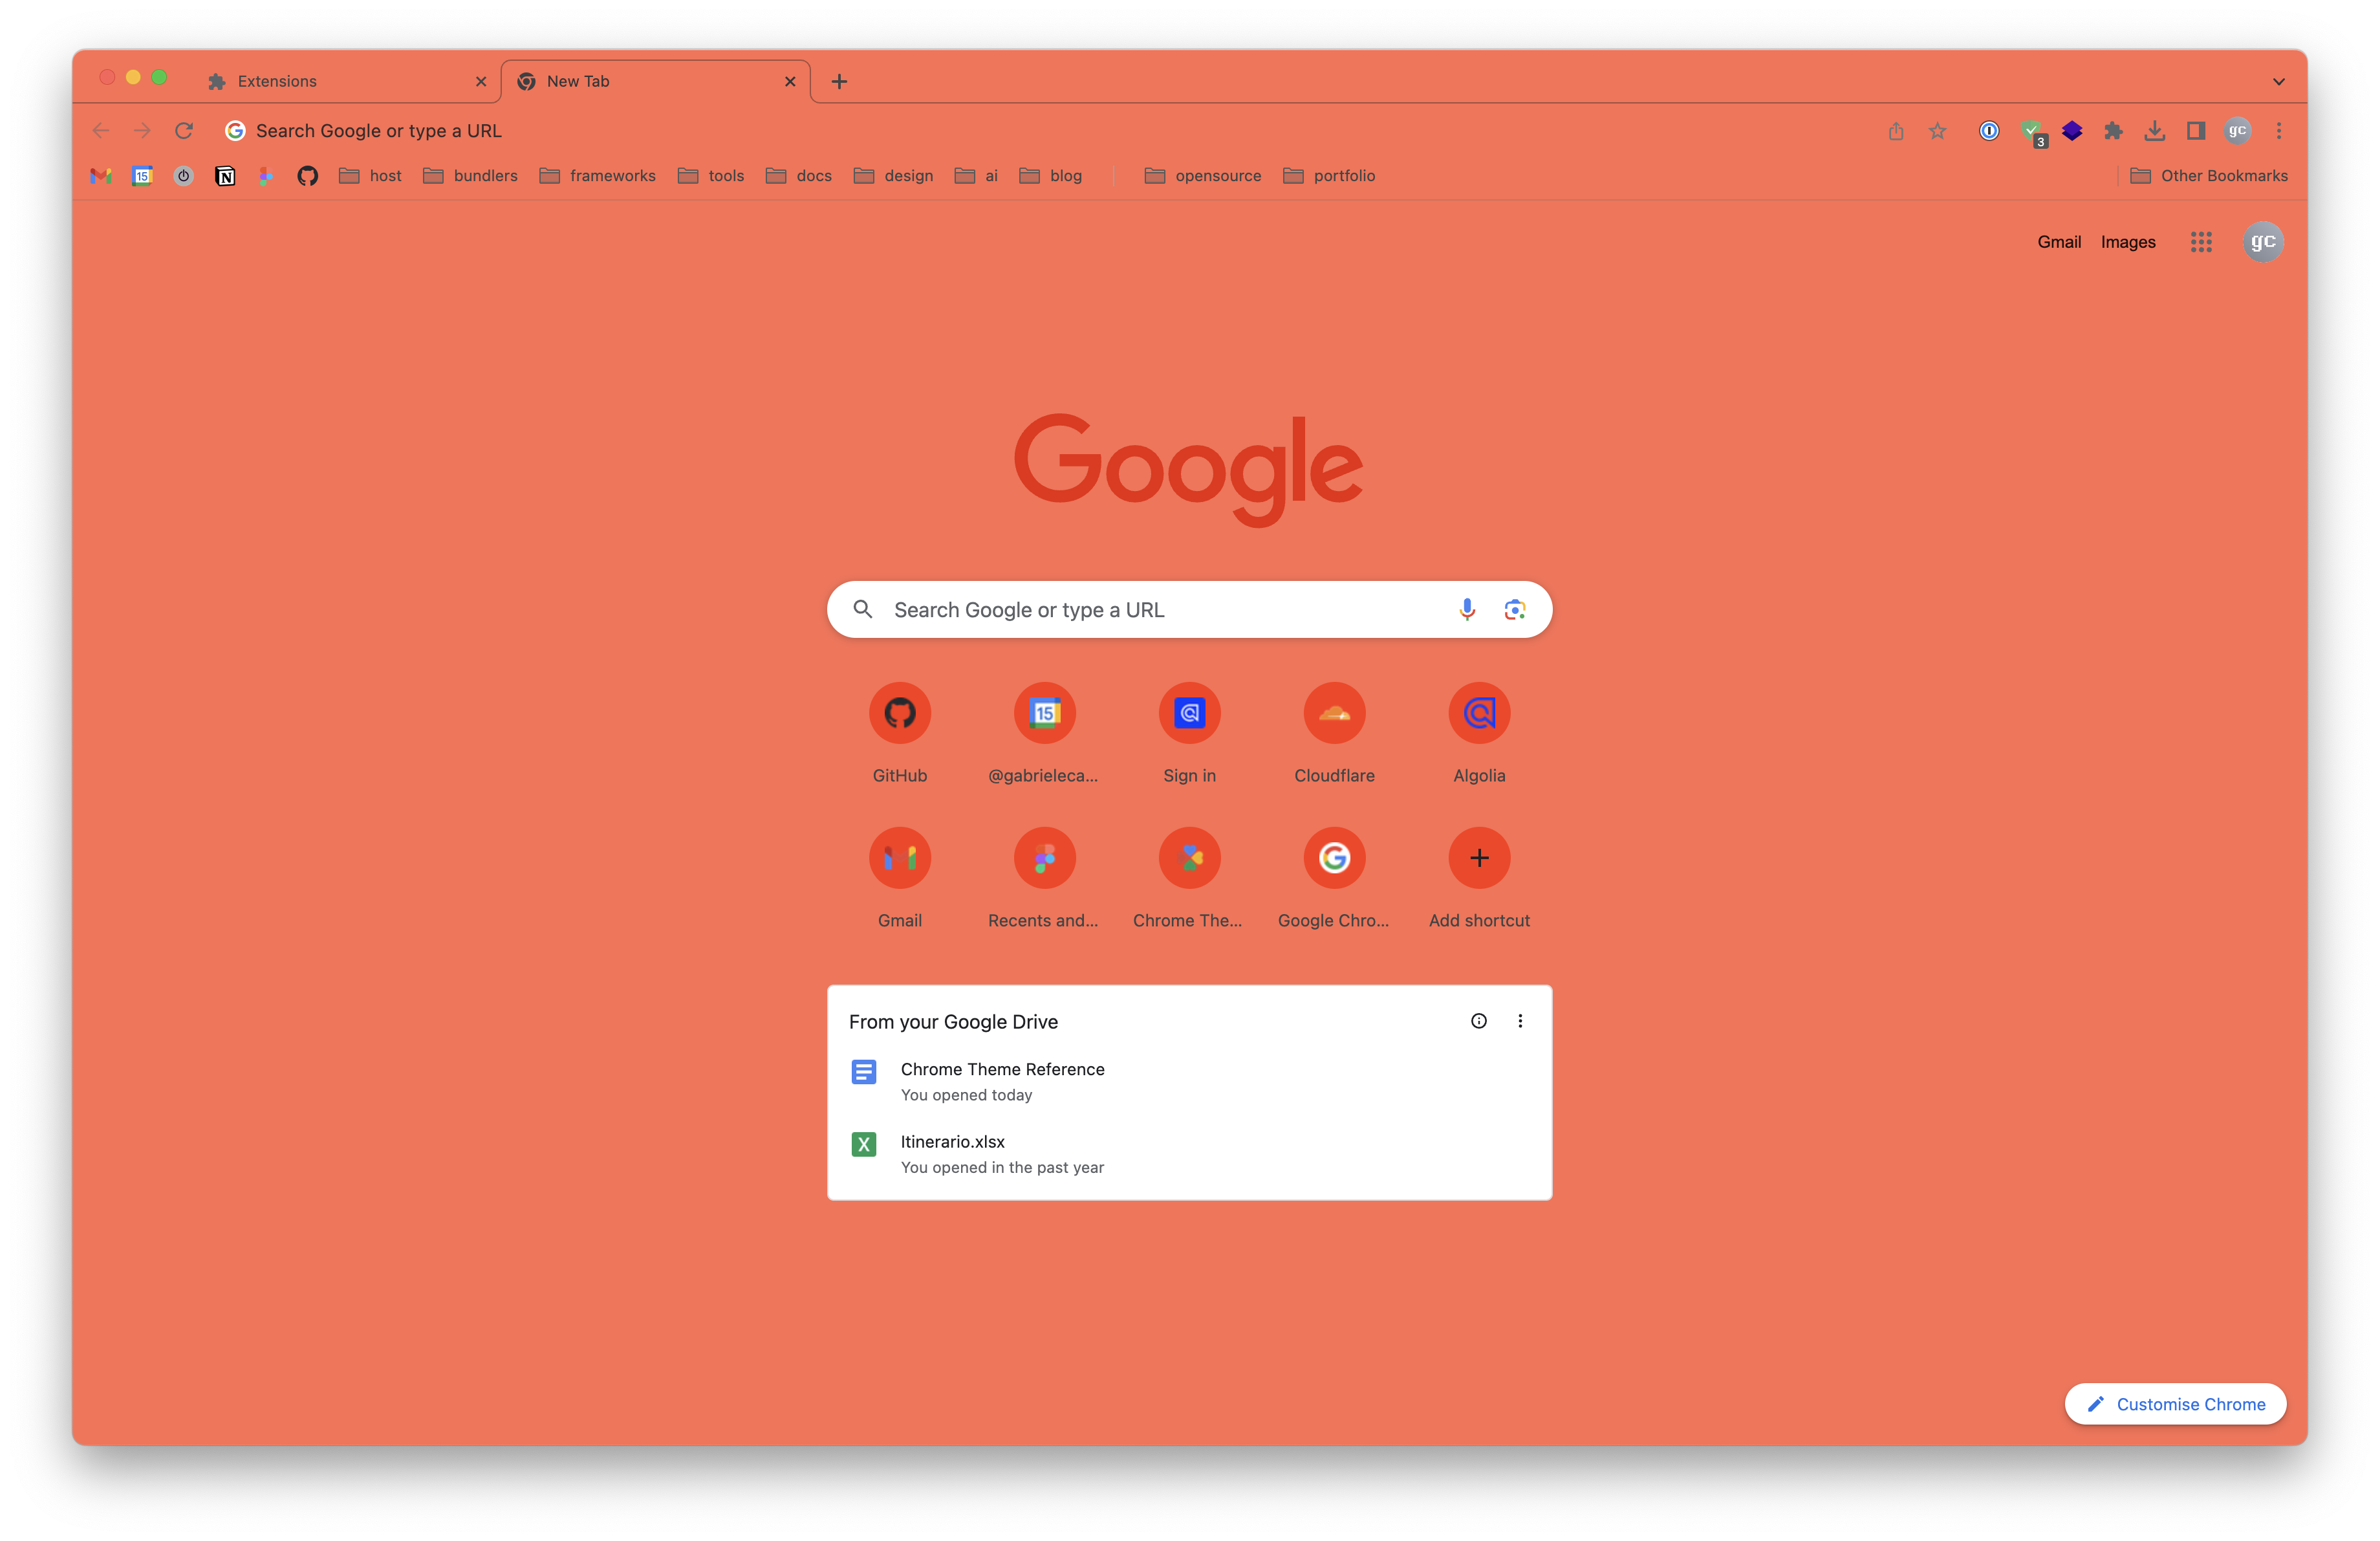 Extensions
New Tab
Search Google or type a URL
3
gc
15
N
host
bundlers
frameworks
tools
docs
design
ai
blog
opensource
portfolio
Other Bookmarks
Gmail Images
gc
Google
Search Google or type a URL
15
GitHub
@gabrieleca...
Sign in
Cloudflare
Algolia
Gmail
Recents and...
Chrome The...
Google Chro...
Add shortcut
From your Google Drive
Chrome Theme Reference
You opened today
X
Itinerario.xlsx
You opened in the past year
Customise Chrome